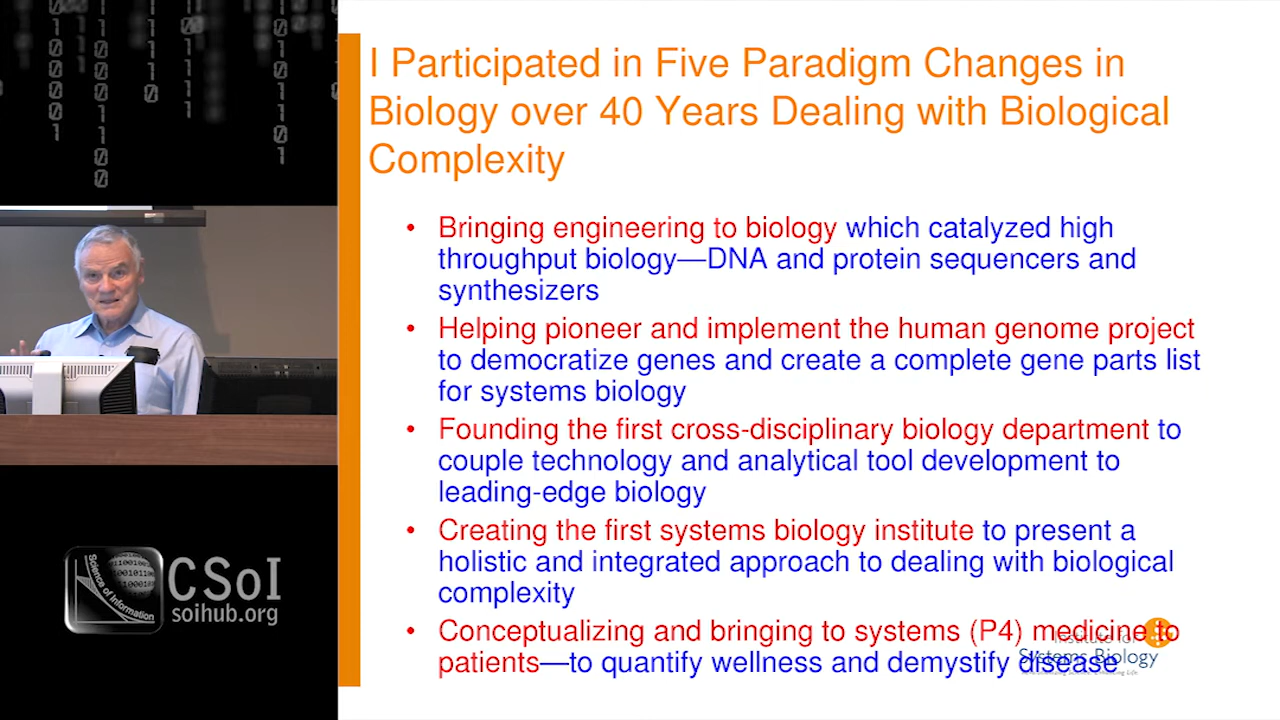 I Participated in Five Paradigm Changes in
Biology over 40 Years Dealing with Biological
Complexity
• Bringing engineering to biology which catalyzed high
throughput biology—DNA and protein sequencers and
synthesizers
• Helping pioneer and implement the human genome project
to democratize genes and create a complete gene parts list
for systems biology
• Founding the first cross-disciplinary biology department to
couple technology and analytical tool development to
leading-edge biology
• Creating the first systems biology institute to present a
holistic and integrated approach to dealing with biological
complexity
• Conceptualizing and bringing to systems (P4) medicine to
patients—to quantify wellness and demystify disease
Institute for
Systems Biology
Science of Information
CSoI
soihub.org